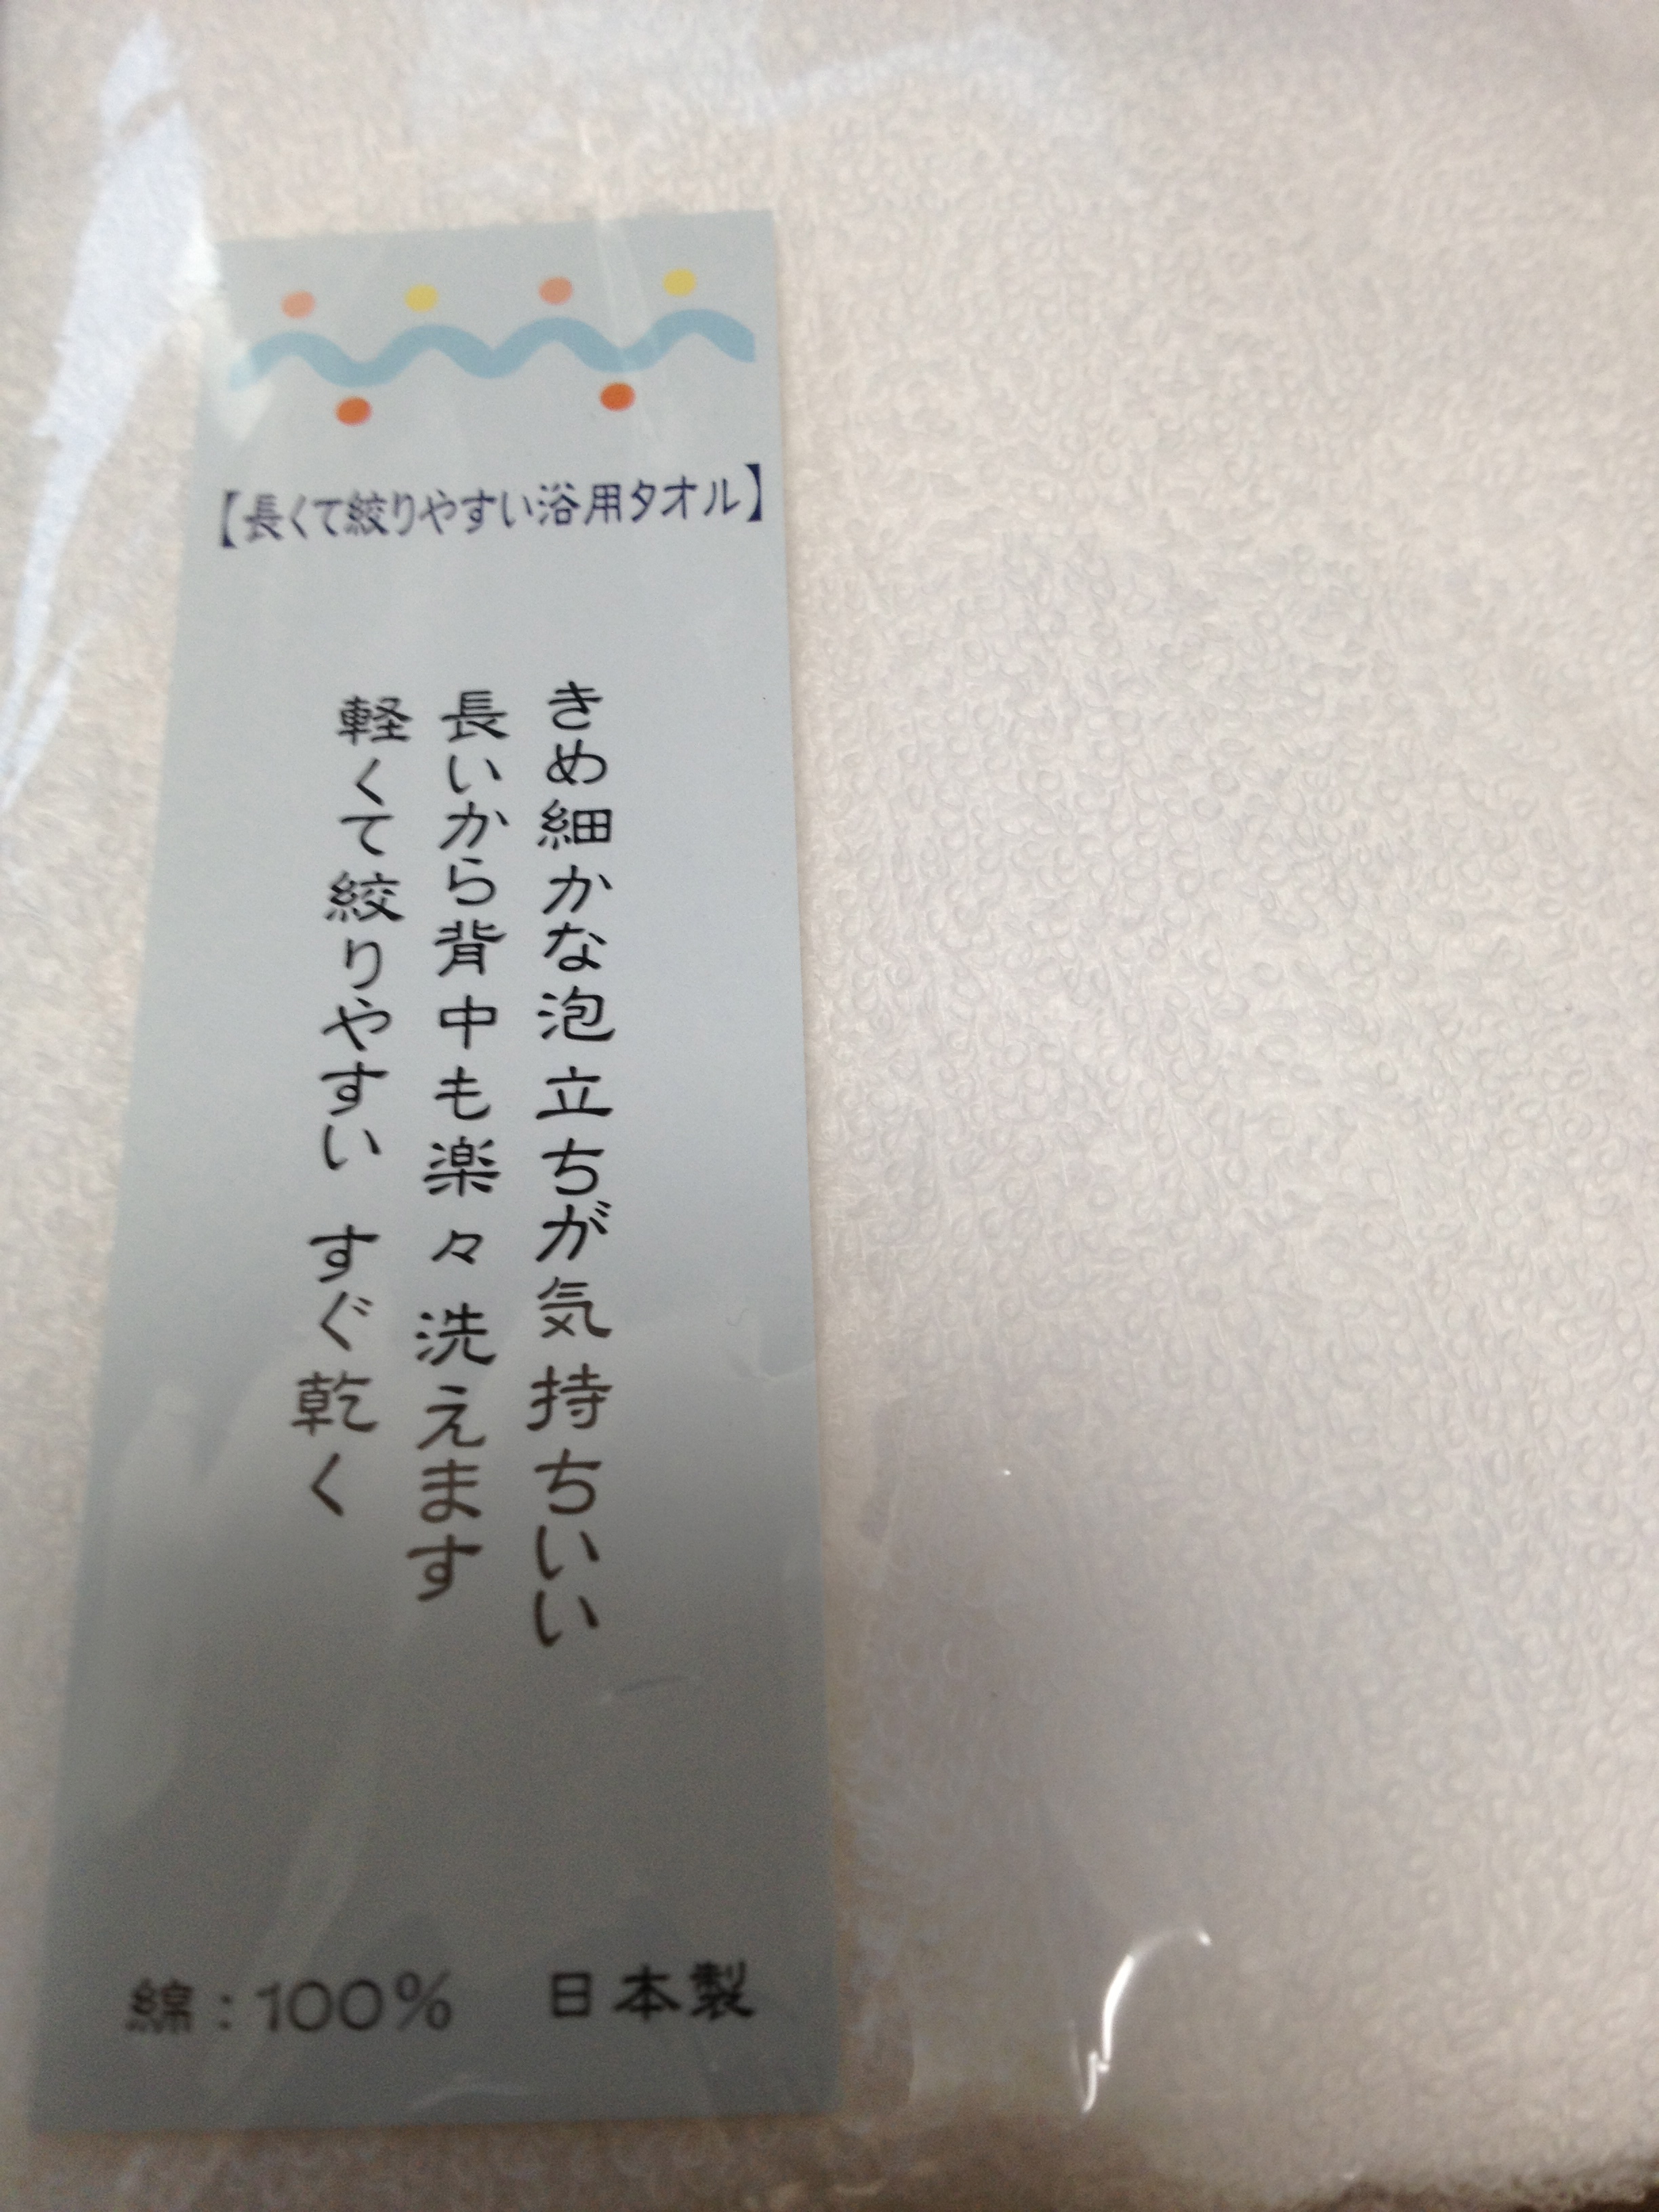 【長くて絞りやすい浴用タオル】
きめ細かな泡立ちが気持ちいい
長いから背中も楽々洗えます
軽くて絞りやすい すぐ乾く
綿:100% 日本製